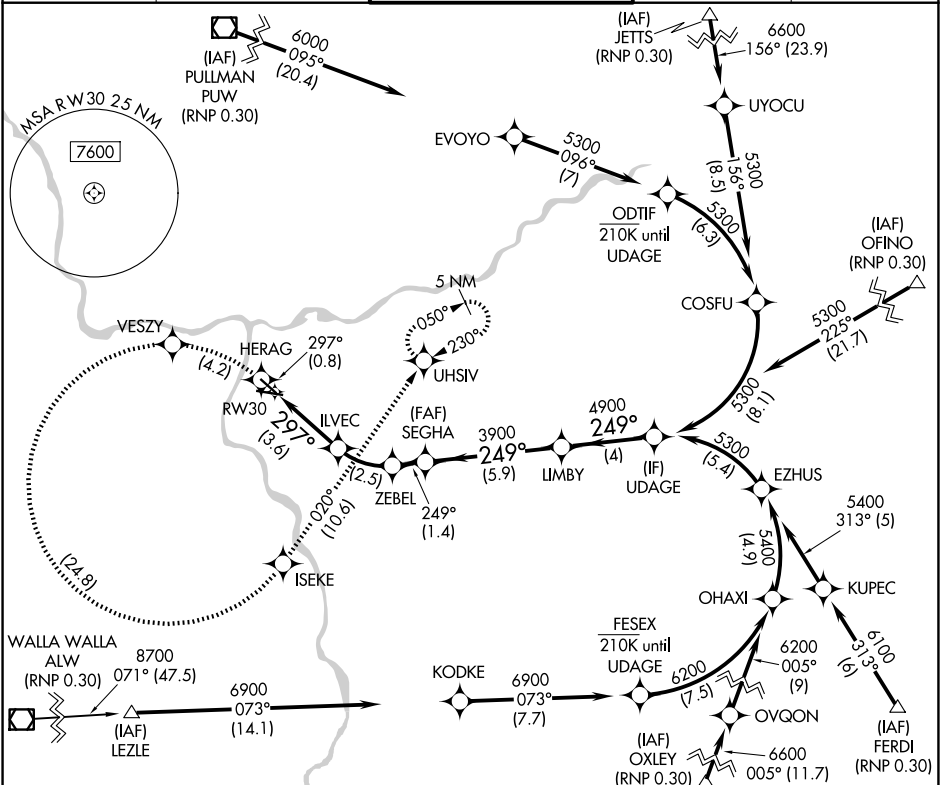 (IAF)
PULLMAN
PUW
(RNP 0.30)
6000
095°
(20.4)
(IAF)
JETTS
(RNP 0.30)
6600
156° (23.9)
UYOCU
MSA RW30 25 NM
7600
EVOYO
5300
096°
(7)
5300
156°
(8.5)
ODTIF
210K until
UDAGE
5300
(6.3)
(IAF)
OFINO
(RNP 0.30)
COSFU
5300
225°
(21.7)
5 NM
050°
230°
UHSIV
VESZY
(4.2)
HERAG
297°
(0.8)
RW30
297°
(3.6)
ILVEC
(2.5)
ZEBEL
(FAF)
SEGHA
249°
(1.4)
3900
249°
(5.9)
LIMBY
4900
249°
(4)
(IF)
UDAGE
5300
(8.1)
5300
(5.4)
EZHUS
5400
313° (5)
020°
(10.6)
ISEKE
(24.8)
5400
(4.9)
OHAXI
KUPEC
6100
313°
(6)
(IAF)
FERDI
(RNP 0.30)
WALLA WALLA
ALW
(RNP 0.30)
8700
071° (47.5)
(IAF)
LEZLE
6900
073°
(14.1)
KODKE
6900
073°
(7.7)
FESEX
210K until
UDAGE
6200
(7.5)
6200
005°
(9)
OVQON
(IAF)
OXLEY
(RNP 0.30)
6600
005° (11.7)